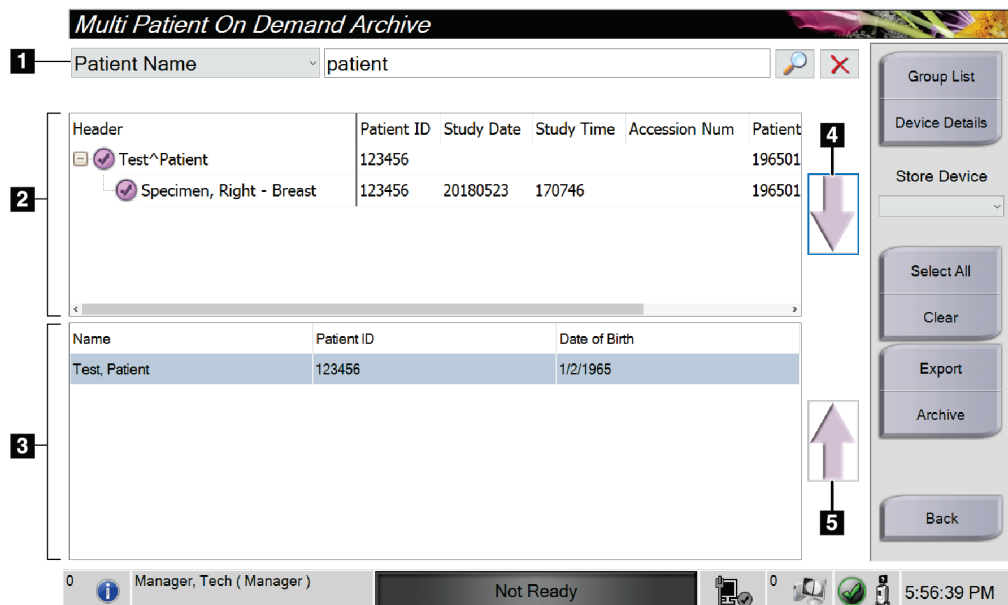 Multi Patient On Demand Archive
1
Patient Name
patient
Group List
Device Details
Store Device
Select All
Clear
Export
Archive
Back
2
Header Patient ID Study Date Study Time Accession Num Patient
Test^Patient 123456 196501
Specimen, Right - Breast 123456 20180523 170746 196501
4
3
Name Patient ID Date of Birth
Test, Patient 123456 1/2/1965
5
0
Manager, Tech ( Manager )
Not Ready
0
5:56:39 PM